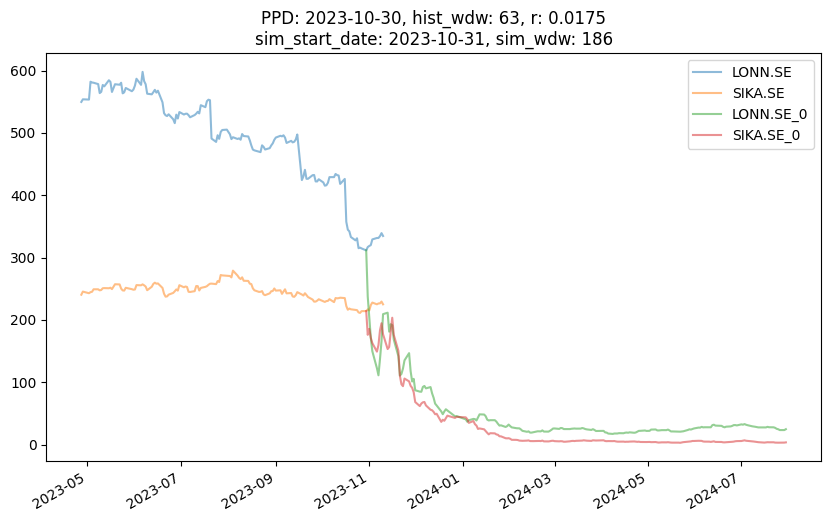 PPD: 2023-10-30, hist_wdw: 63, r: 0.0175
sim_start_date: 2023-10-31, sim_wdw: 186
LONN.SE
SIKA.SE
LONN.SE_0
SIKA.SE_0
600
500
400
300
200
100
0
2023-05
2023-07
2023-09
2023-11
2024-01
2024-03
2024-05
2024-07